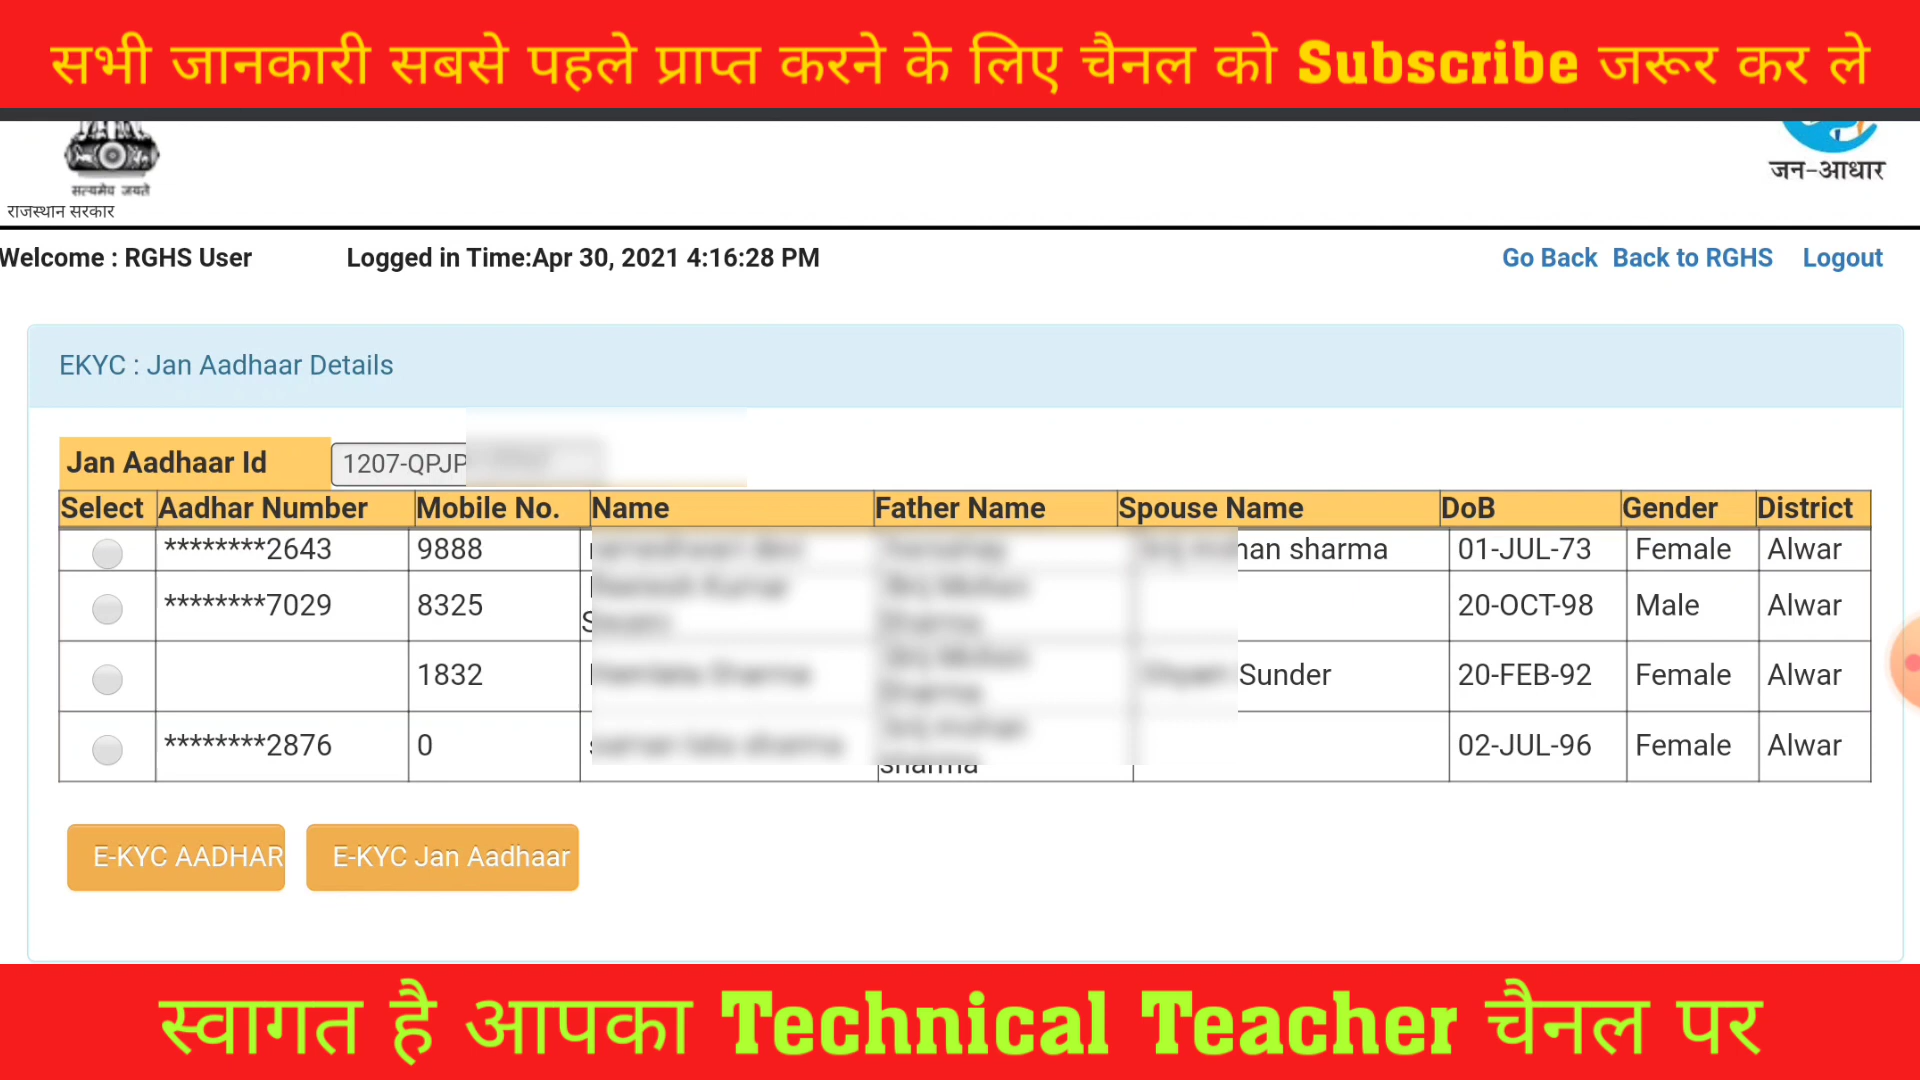 सभी जानकारी सबसे पहले प्राप्त करने के लिए चैनल को Subscribe जरूर कर ले
सत्यमेव जयते
जन-आधार
राजस्थान सरकार
Welcome : RGHS User Logged in Time:Apr 30, 2021 4:16:28 PM Go Back Back to RGHS Logout
EKYC : Jan Aadhaar Details
Jan Aadhaar Id 1207-QPJP
Select Aadhar Number Mobile No. Name Father Name Spouse Name DoB Gender District
********2643 9888 sharma 01-JUL-73 Female Alwar
********7029 8325 20-OCT-98 Male Alwar
1832 Sunder 20-FEB-92 Female Alwar
********2876 0 sharma 02-JUL-96 Female Alwar
E-KYC AADHAR E-KYC Jan Aadhaar
स्वागत है आपका Technical Teacher चैनल पर